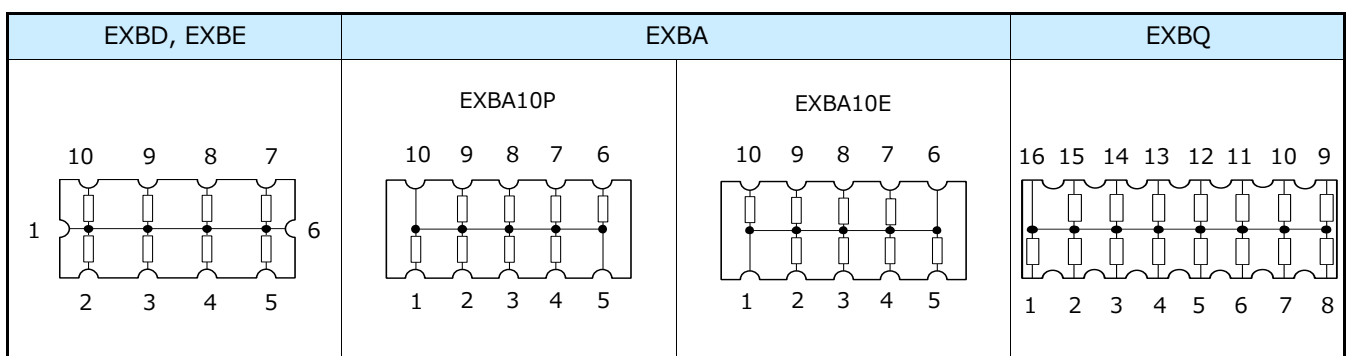 EXBD, EXBE EXBA EXBQ
EXBA10P EXBA10E
10 9 8 7
1 6
2 3 4 5
10 9 8 7 6
1 2 3 4 5
10 9 8 7 6
1 2 3 4 5
16 15 14 13 12 11 10 9
1 2 3 4 5 6 7 8